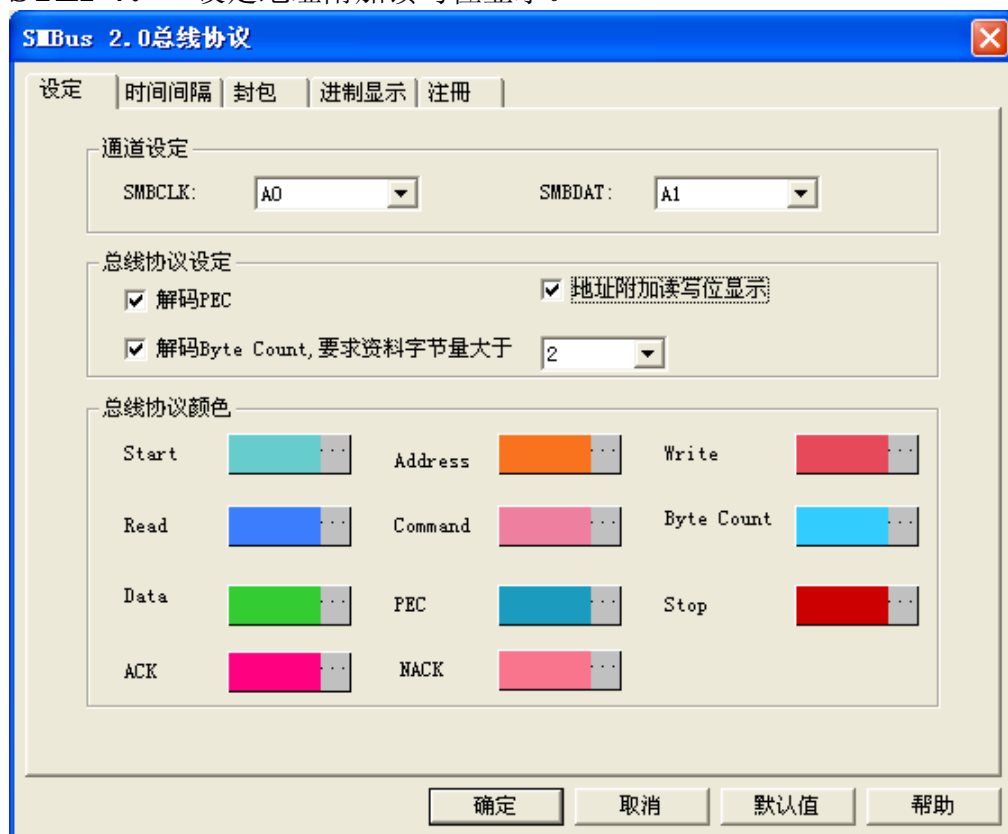 SMBus 2.0总线协议
设定 时间间隔 封包 进制显示 注冊
通道设定
SMBCLK: A0 SMBDAT: A1
总线协议设定
解码PEC 地址附加读写位显示
解码Byte Count,要求资料字节量大于 2
总线协议颜色
Start ... Address ... Write ...
Read ... Command ... Byte Count ...
Data ... PEC ... Stop ...
ACK ... NACK ...
确定 取消 默认值 帮助